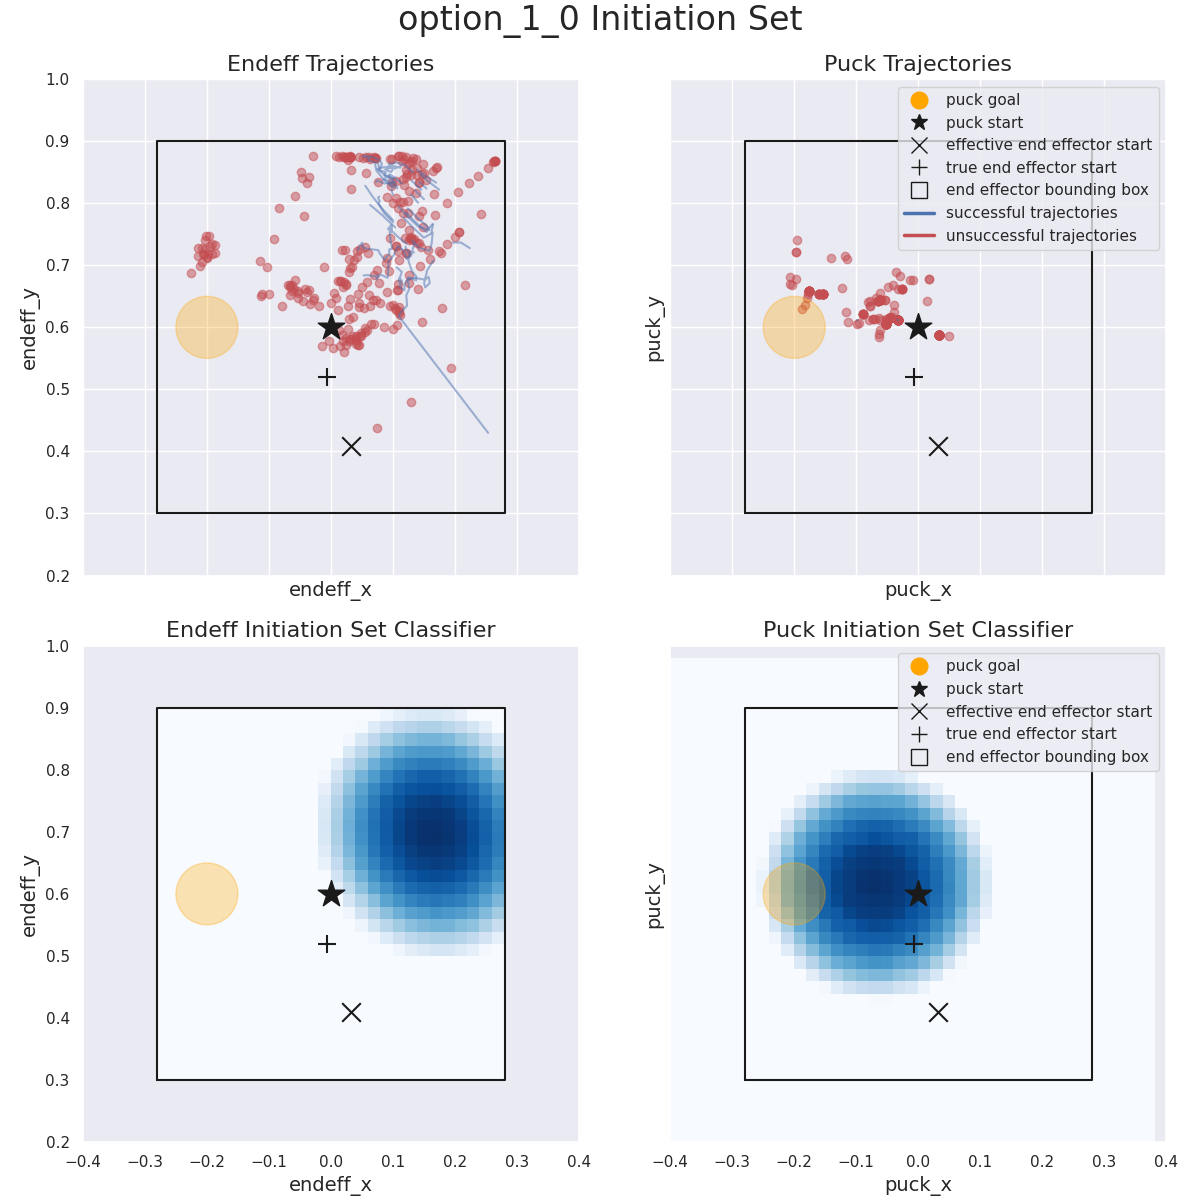 option_1_0 Initiation Set
Endeff Trajectories
Puck Trajectories
1.0
0.9
0.8
0.7
0.6
0.5
0.4
0.3
0.2
endeff_y
endeff_x
puck_y
puck_x
puck goal
puck start
effective end effector start
true end effector start
end effector bounding box
successful trajectories
unsuccessful trajectories
Endeff Initiation Set Classifier
Puck Initiation Set Classifier
1.0
0.9
0.8
0.7
0.6
0.5
0.4
0.3
0.2
endeff_y
−0.4 −0.3 −0.2 −0.1 0.0 0.1 0.2 0.3 0.4
endeff_x
puck_y
puck goal
puck start
effective end effector start
true end effector start
end effector bounding box
−0.4 −0.3 −0.2 −0.1 0.0 0.1 0.2 0.3 0.4
puck_x